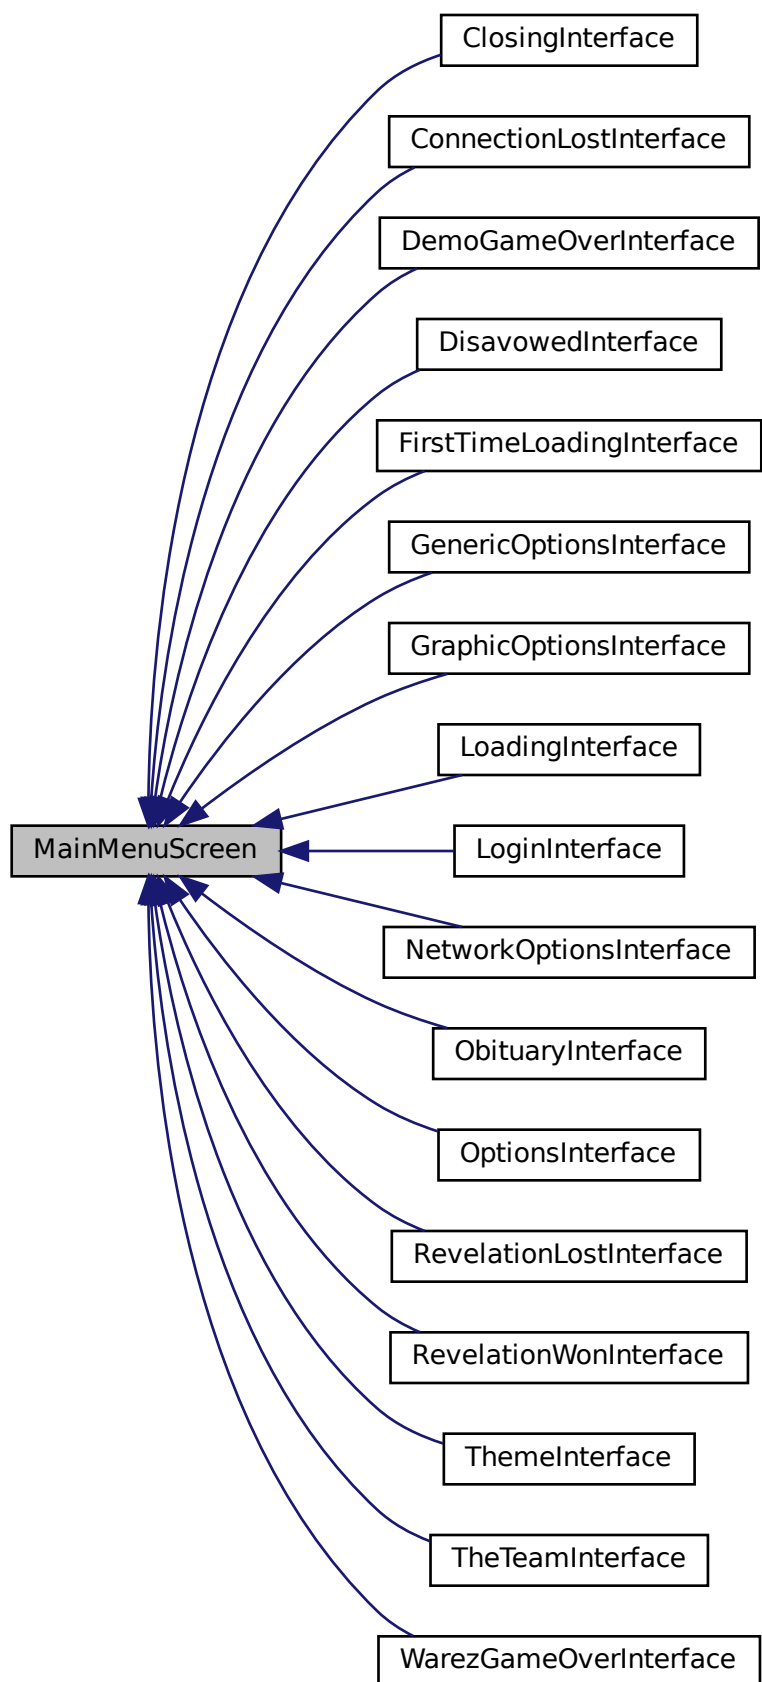 ClosingInterface
ConnectionLostInterface
DemoGameOverInterface
DisavowedInterface
FirstTimeLoadingInterface
GenericOptionsInterface
GraphicOptionsInterface
LoadingInterface
MainMenuScreen
LoginInterface
NetworkOptionsInterface
ObituaryInterface
OptionsInterface
RevelationLostInterface
RevelationWonInterface
ThemeInterface
TheTeamInterface
WarezGameOverInterface